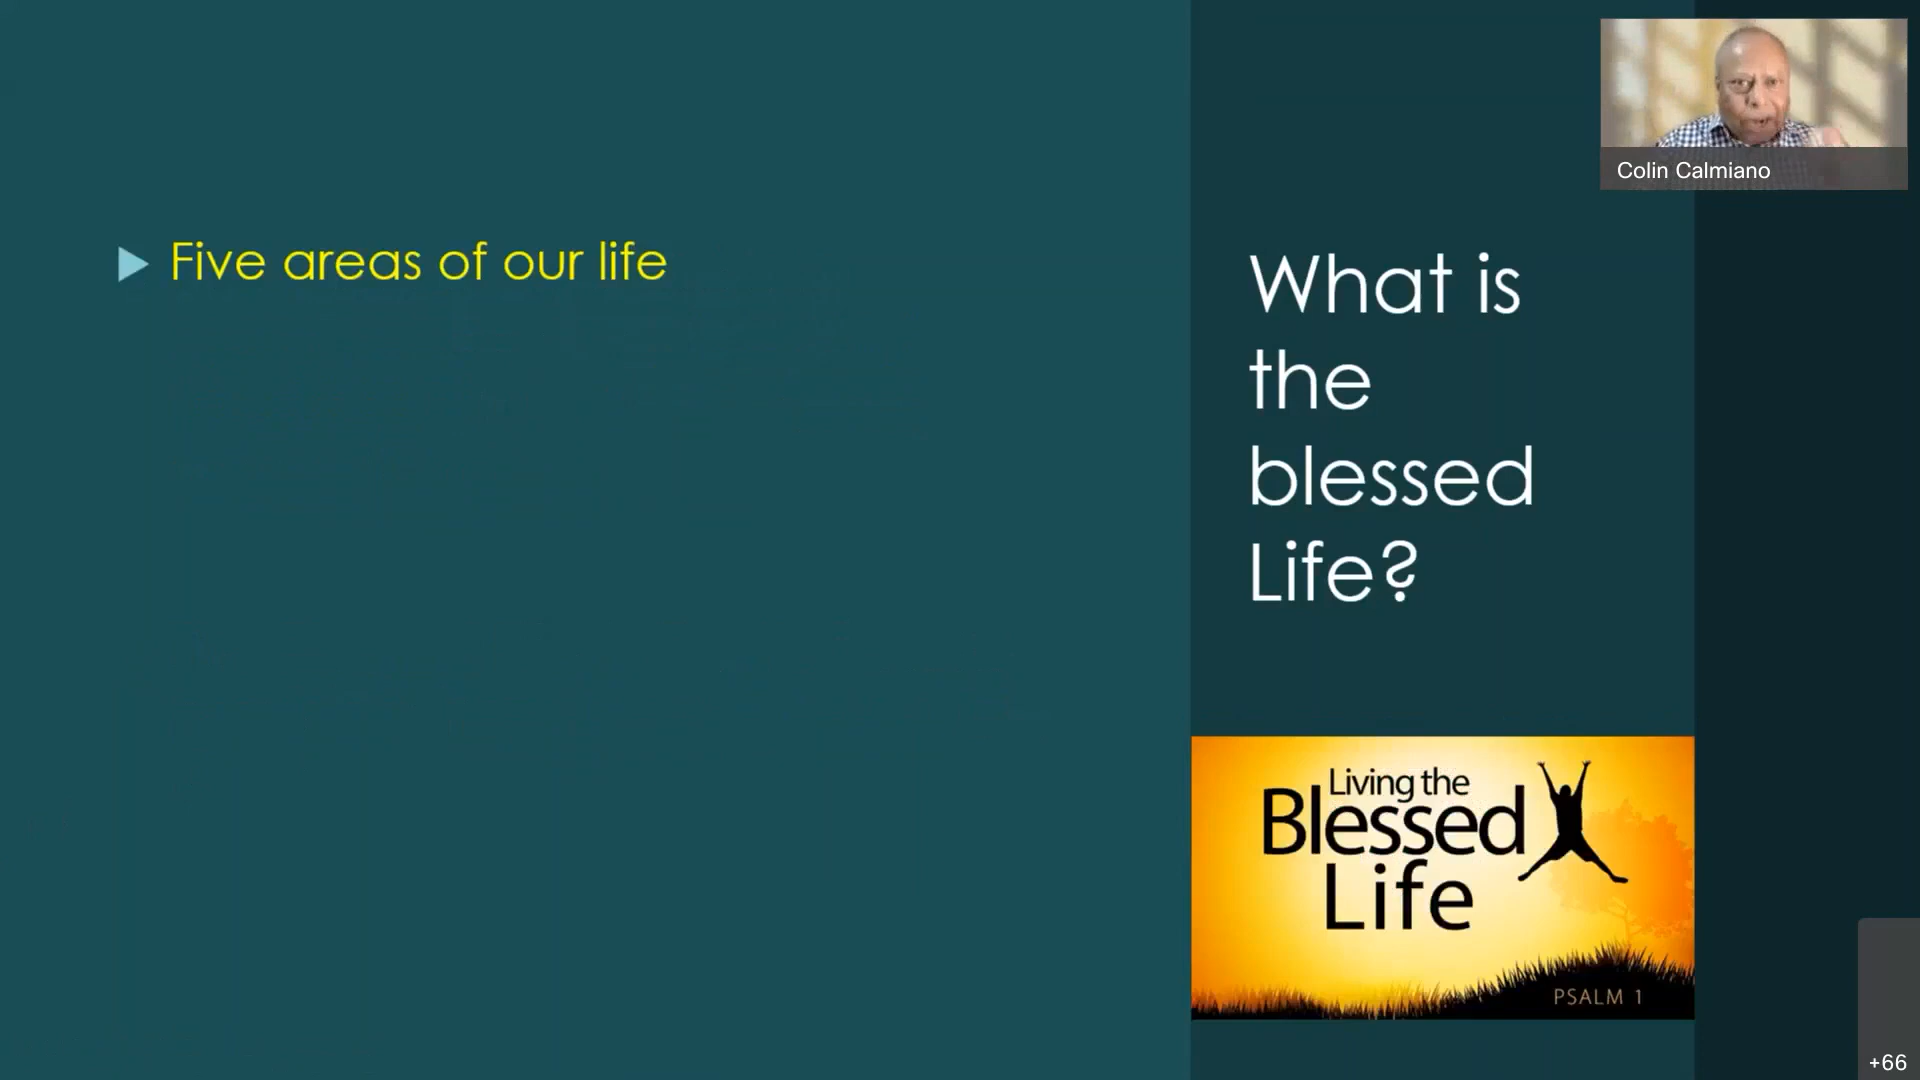 Colin Calmiano
Five areas of our life
What is
the
blessed
Life?
Living the
Blessed
Life
PSALM 1
+66